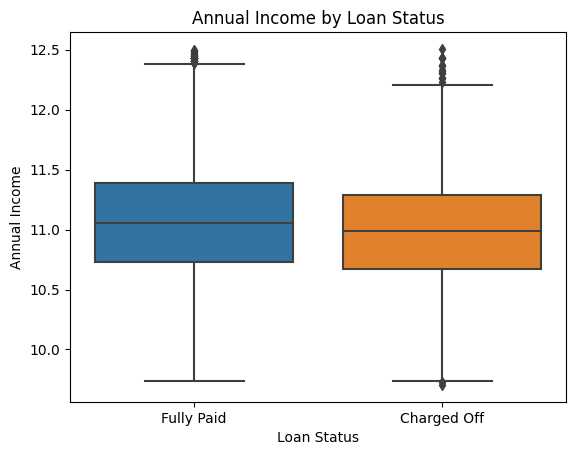 Annual Income by Loan Status
12.5
12.0
11.5
11.0
10.5
10.0
Annual Income
Fully Paid
Charged Off
Loan Status